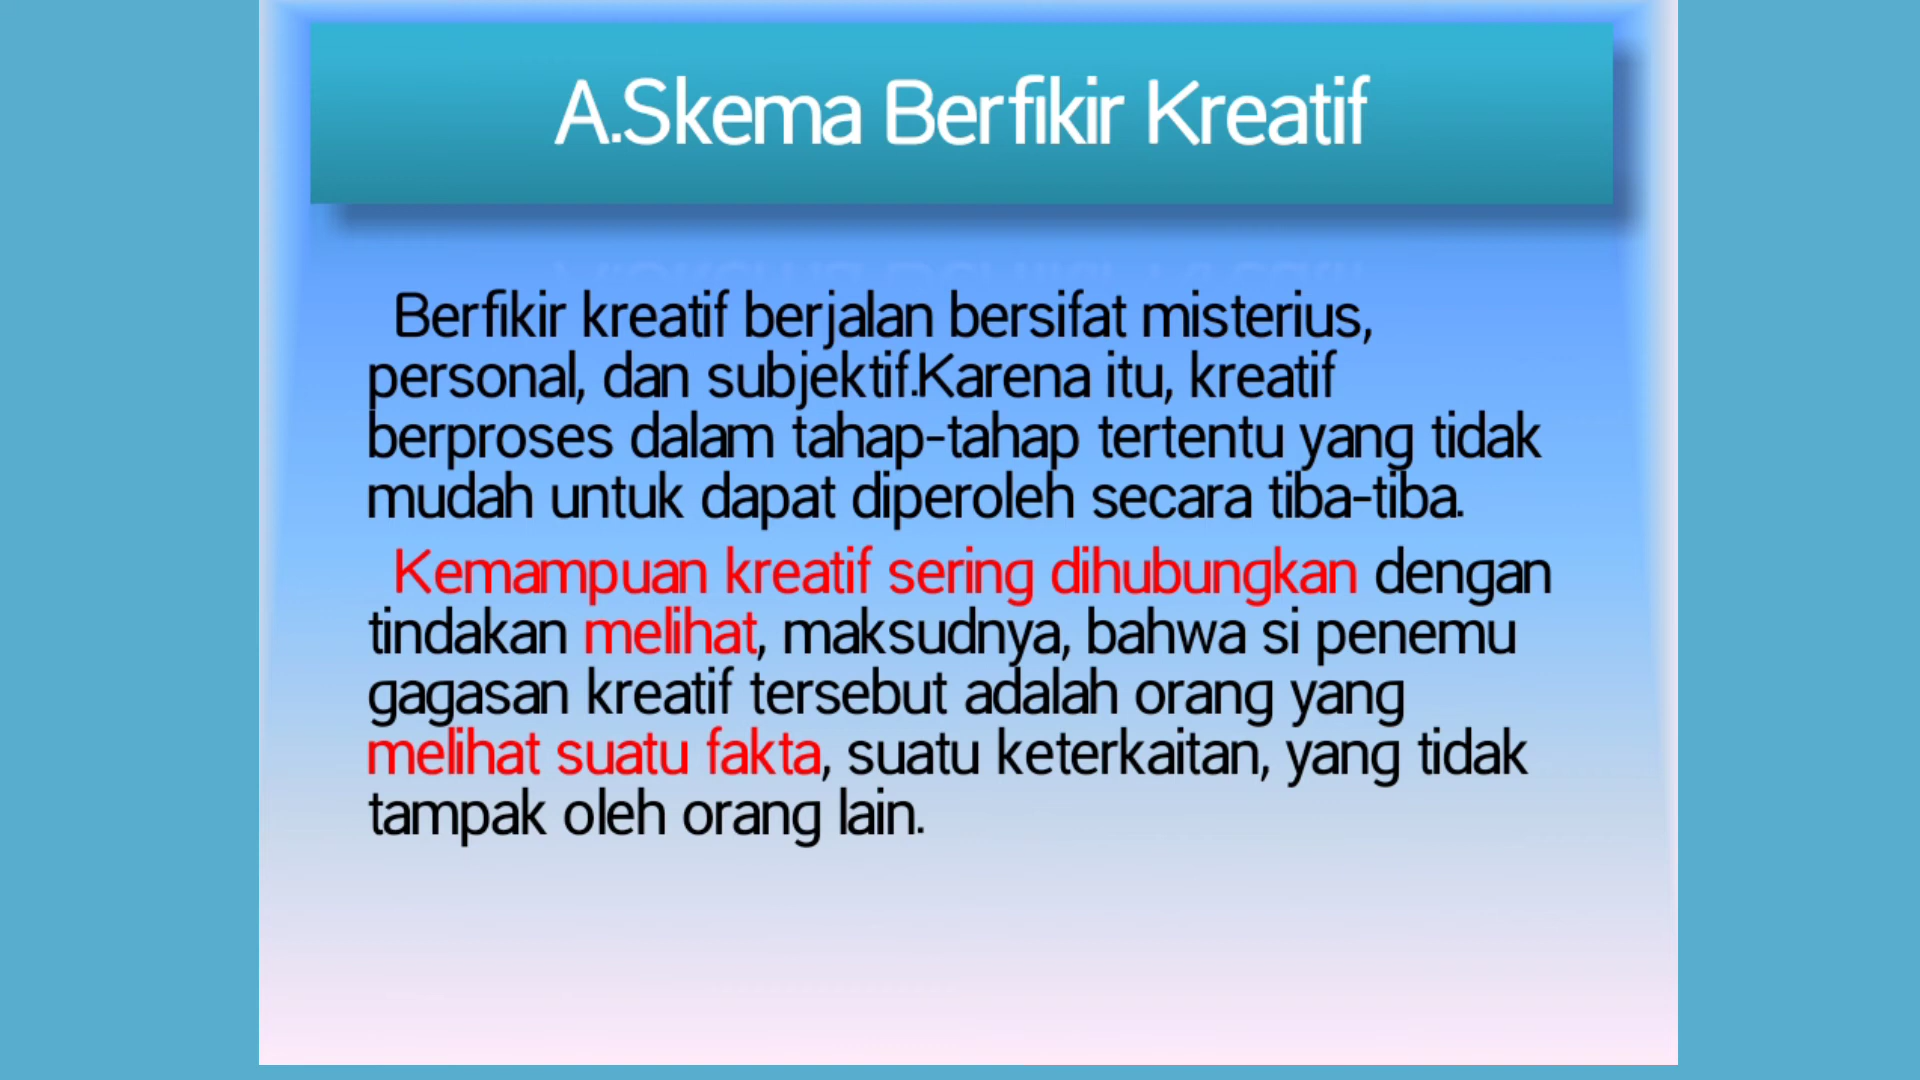 A.Skema Berfikir Kreatif
Berfikir kreatif berjalan bersifat misterius,
personal, dan subjektif.Karena itu, kreatif
berproses dalam tahap-tahap tertentu yang tidak
mudah untuk dapat diperoleh secara tiba-tiba.
Kemampuan kreatif sering dihubungkan dengan
tindakan melihat, maksudnya, bahwa si penemu
gagasan kreatif tersebut adalah orang yang
melihat suatu fakta, suatu keterkaitan, yang tidak
tampak oleh orang lain.